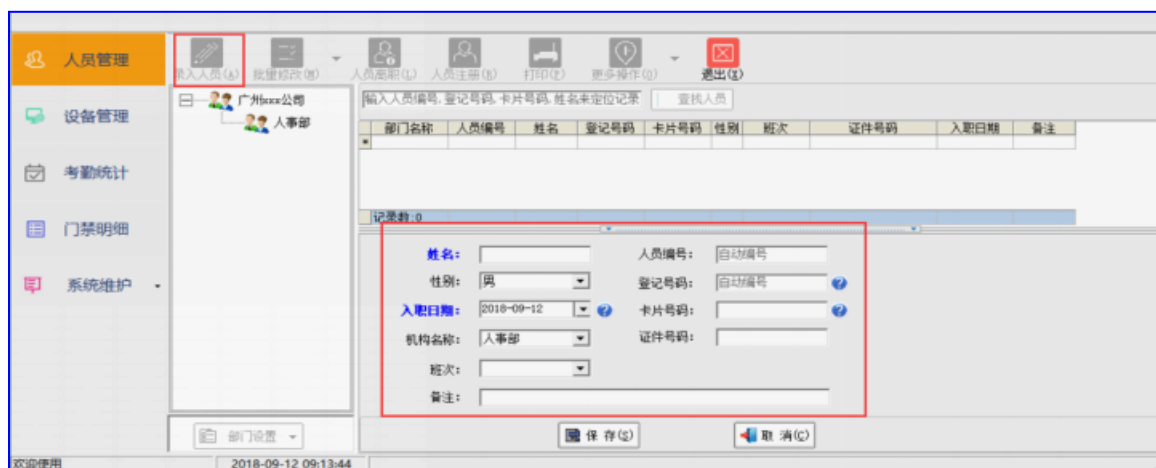 人员管理
设备管理
考勤统计
门禁明细
系统维护
录入人员(A) 批量修改(M) 人员离职(L) 人员注册(B) 打印(P) 更多操作(O) 退出(X)
广州xxx公司
人事部
部门设置
输入人员编号,登记号码,卡片号码,姓名来定位记录 查找人员
部门名称 人员编号 姓名 登记号码 卡片号码 性别 班次 证件号码 入职日期 备注
记录数:0
姓名: 人员编号: 自动编号
性别: 男 登记号码: 自动编号
入职日期: 2018-09-12 卡片号码:
机构名称: 人事部 证件号码:
班次:
备注:
保存(S) 取消(C)
欢迎使用 2018-09-12 09:13:44